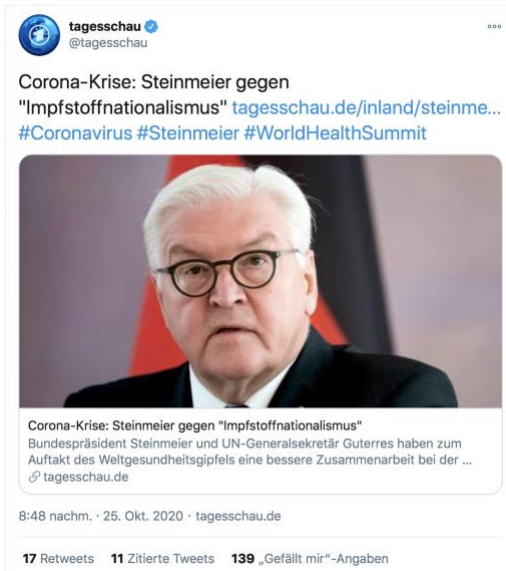 tagesschau
@tagesschau
Corona-Krise: Steinmeier gegen
"Impfstoffnationalismus" tagesschau.de/inland/steinme...
#Coronavirus #Steinmeier #WorldHealthSummit
Corona-Krise: Steinmeier gegen "Impfstoffnationalismus"
Bundespräsident Steinmeier und UN-Generalsekretär Guterres haben zum
Auftakt des Weltgesundheitsgipfels eine bessere Zusammenarbeit bei der ...
tagesschau.de
8:48 nachm. · 25. Okt. 2020 · tagesschau.de
17 Retweets 11 Zitierte Tweets 139 „Gefällt mir“-Angaben